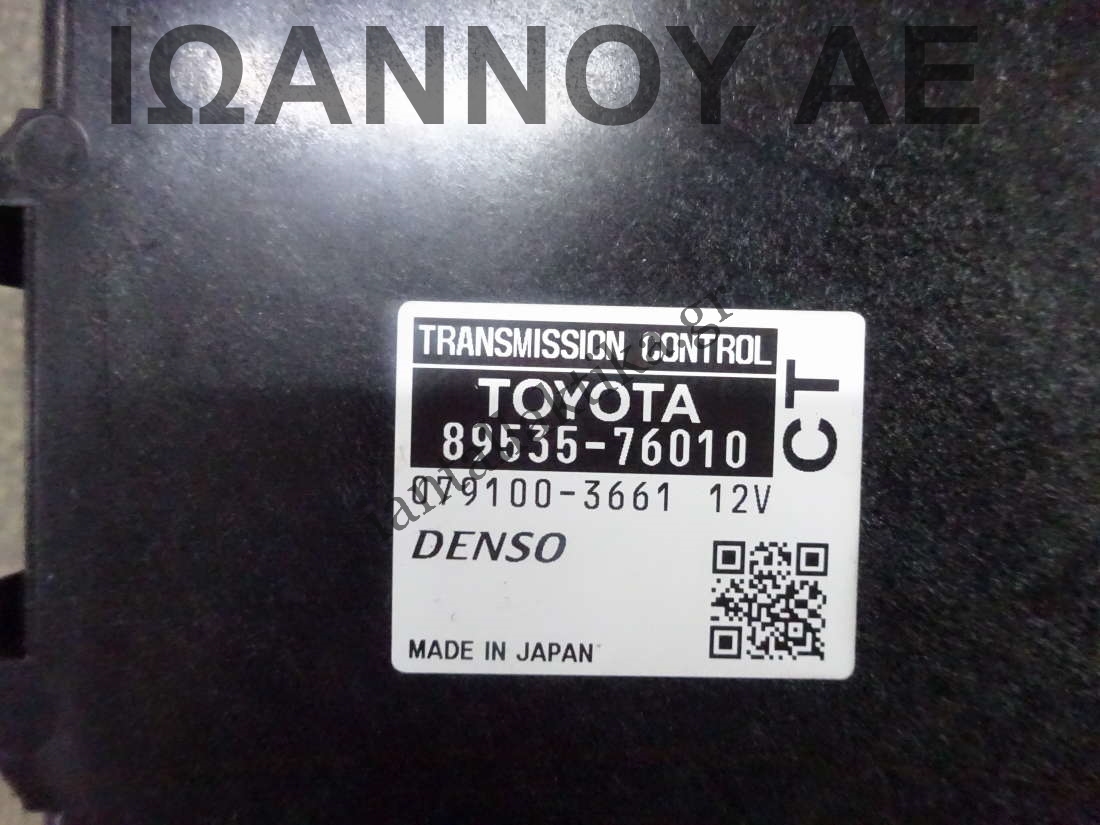 ΙΩΑΝΝΟΥ ΑΕ
TRANSMISSION CONTROL
TOYOTA
89535-76010
CT
079100-3661 12V
DENSO
MADE IN JAPAN